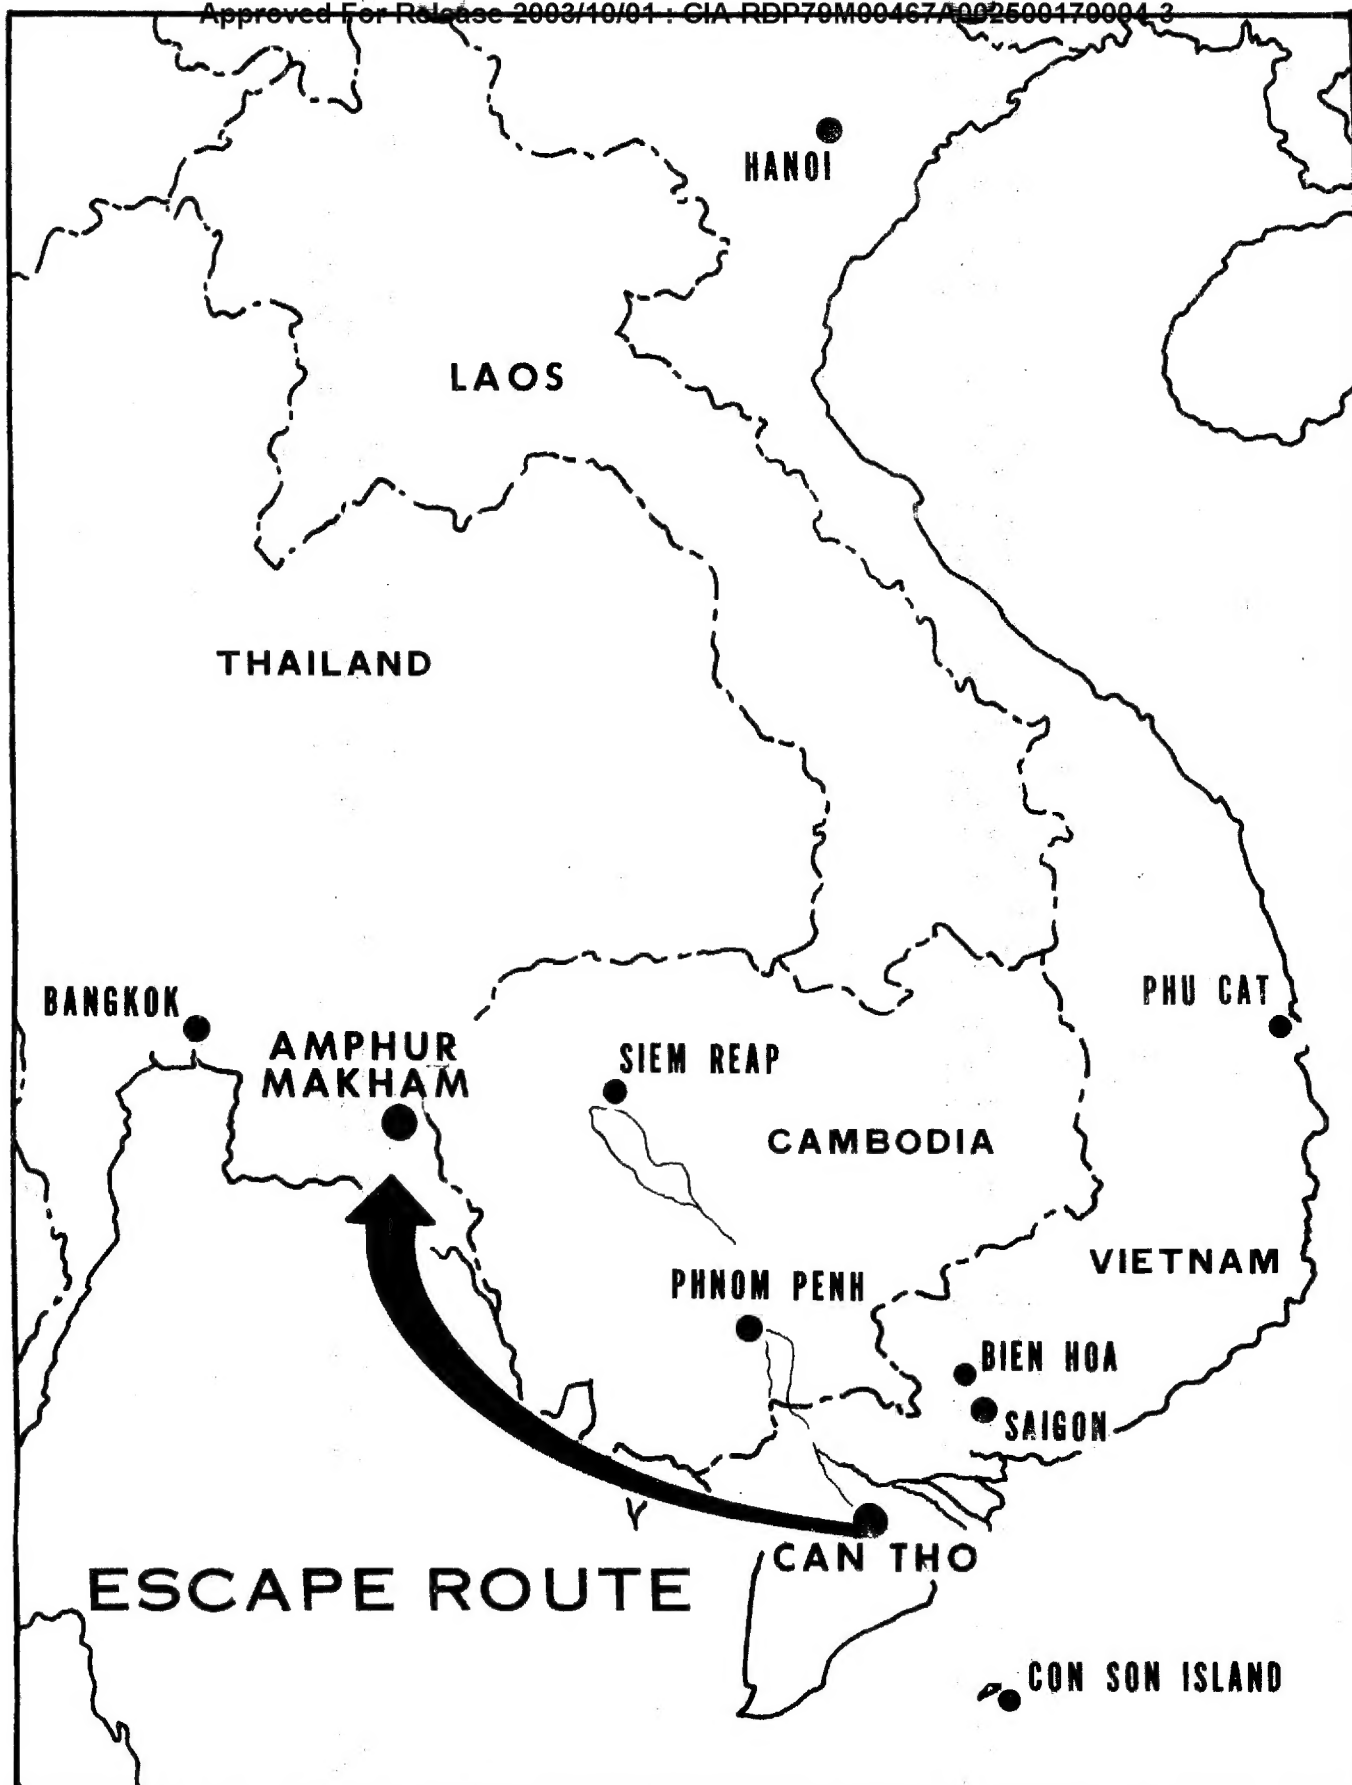 Approved For Release 2003/10/01 : CIA-RDP79M00467A002500170004-3
HANOI
LAOS
THAILAND
BANGKOK
PHU CAT
AMPHUR
MAKHAM
SIEM REAP
CAMBODIA
VIETNAM
PHNOM PENH
BIEN HOA
SAIGON
CAN THO
ESCAPE ROUTE
CON SON ISLAND